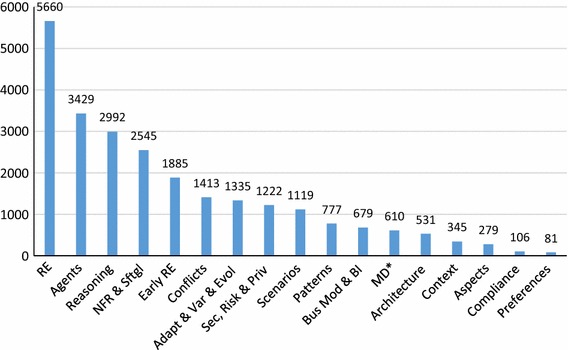 6000
5000
4000
3000
2000
1000
0
5660
3429
2992
2545
1885
1413
1335
1222
1119
777
679
610
531
345
279
106
81
RE
Agents
Reasoning
NFR & Sftgl
Early RE
Conflicts
Adapt & Var & Evol
Sec, Risk & Priv
Scenarios
Patterns
Bus Mod & BI
MD*
Architecture
Context
Aspects
Compliance
Preferences